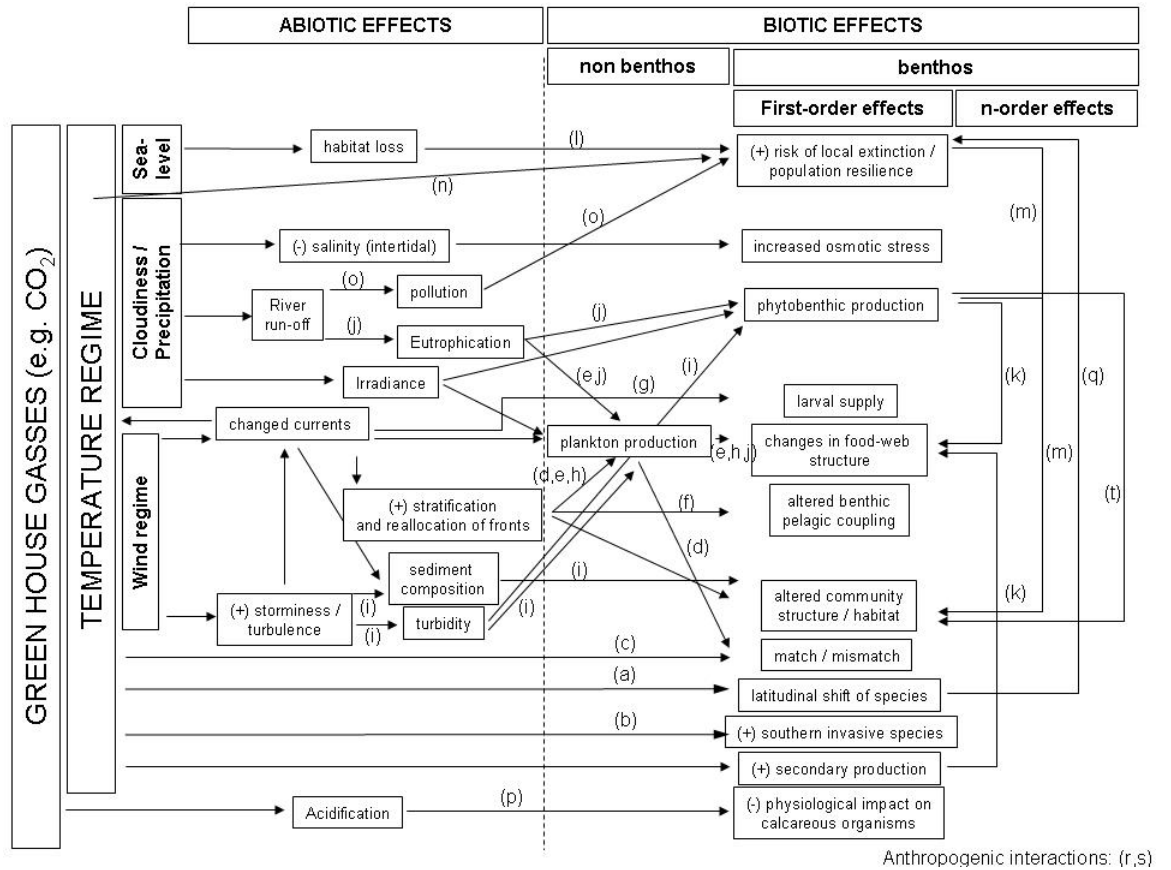 ABIOTIC EFFECTS
BIOTIC EFFECTS
non benthos
benthos
First-order effects
n-order effects
GREEN HOUSE GASSES (e.g. CO2)
TEMPERATURE REGIME
Sea-
level
habitat loss
(l)
(+) risk of local extinction /
population resilience
(n)
(m)
(o)
Cloudiness /
Precipitation
(-) salinity (intertidal)
increased osmotic stress
River
run-off
(o)
pollution
(j)
Eutrophication
(j)
phytobenthic production
(i)
Irradiance
(e,j)
(g)
(k)
(q)
larval supply
changed currents
plankton production
(e,h,j)
changes in food-web
structure
(m)
Wind regime
(d,e,h)
(+) stratification
and reallocation of fronts
(f)
altered benthic
pelagic coupling
(t)
(d)
sediment
composition
(i)
(k)
(+) storminess /
turbulence
(i)
(i)
turbidity
(i)
altered community
structure / habitat
(c)
match / mismatch
(a)
latitudinal shift of species
(b)
(+) southern invasive species
(+) secondary production
Acidification
(p)
(-) physiological impact on
calcareous organisms
Anthropogenic interactions: (r,s)